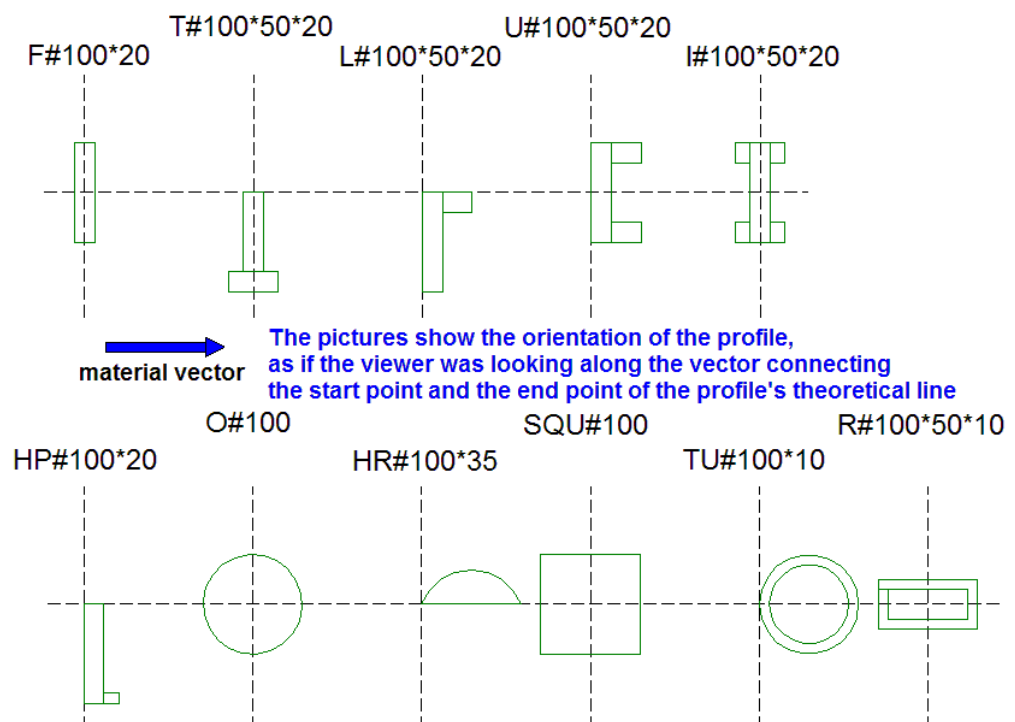 T#100*50*20 U#100*50*20
F#100*20 L#100*50*20 I#100*50*20
The pictures show the orientation of the profile,
as if the viewer was looking along the vector connecting
material vector
the start point and the end point of the profile's theoretical line
O#100 SQU#100 R#100*50*10
HP#100*20 HR#100*35 TU#100*10